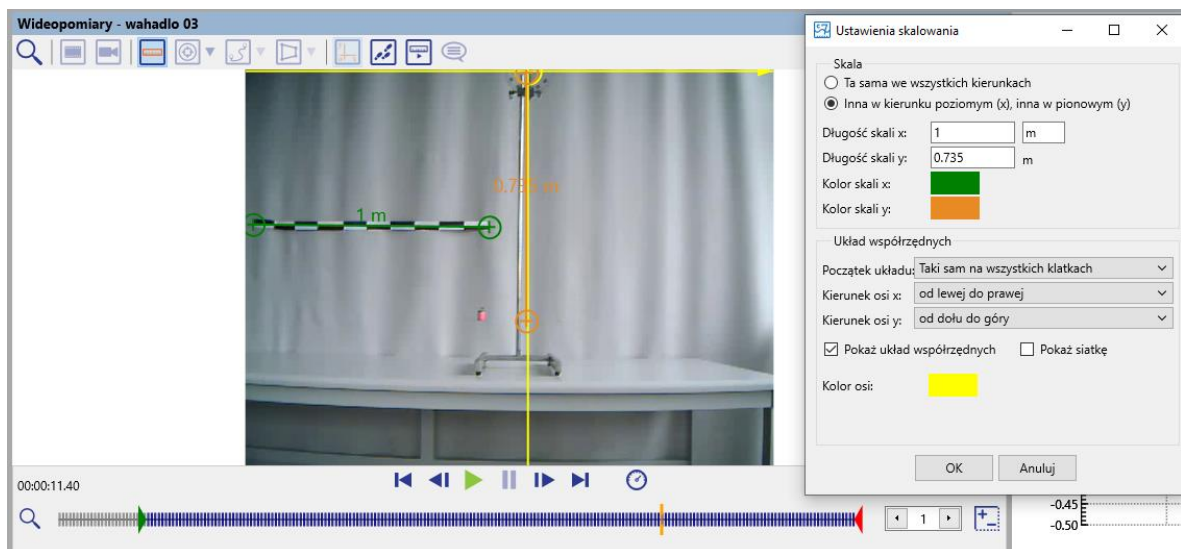 Wideopomiary - wahadlo 03
0.735 m
1 m
00:00:11.40
1
Ustawienia skalowania
Skala
Ta sama we wszystkich kierunkach
Inna w kierunku poziomym (x), inna w pionowym (y)
Długość skali x: 1 m
Długość skali y: 0.735 m
Kolor skali x:
Kolor skali y:
Układ współrzędnych
Początek układu: Taki sam na wszystkich klatkach
Kierunek osi x: od lewej do prawej
Kierunek osi y: od dołu do góry
Pokaż układ współrzędnych Pokaż siatkę
Kolor osi:
OK Anuluj
-0.45
-0.50